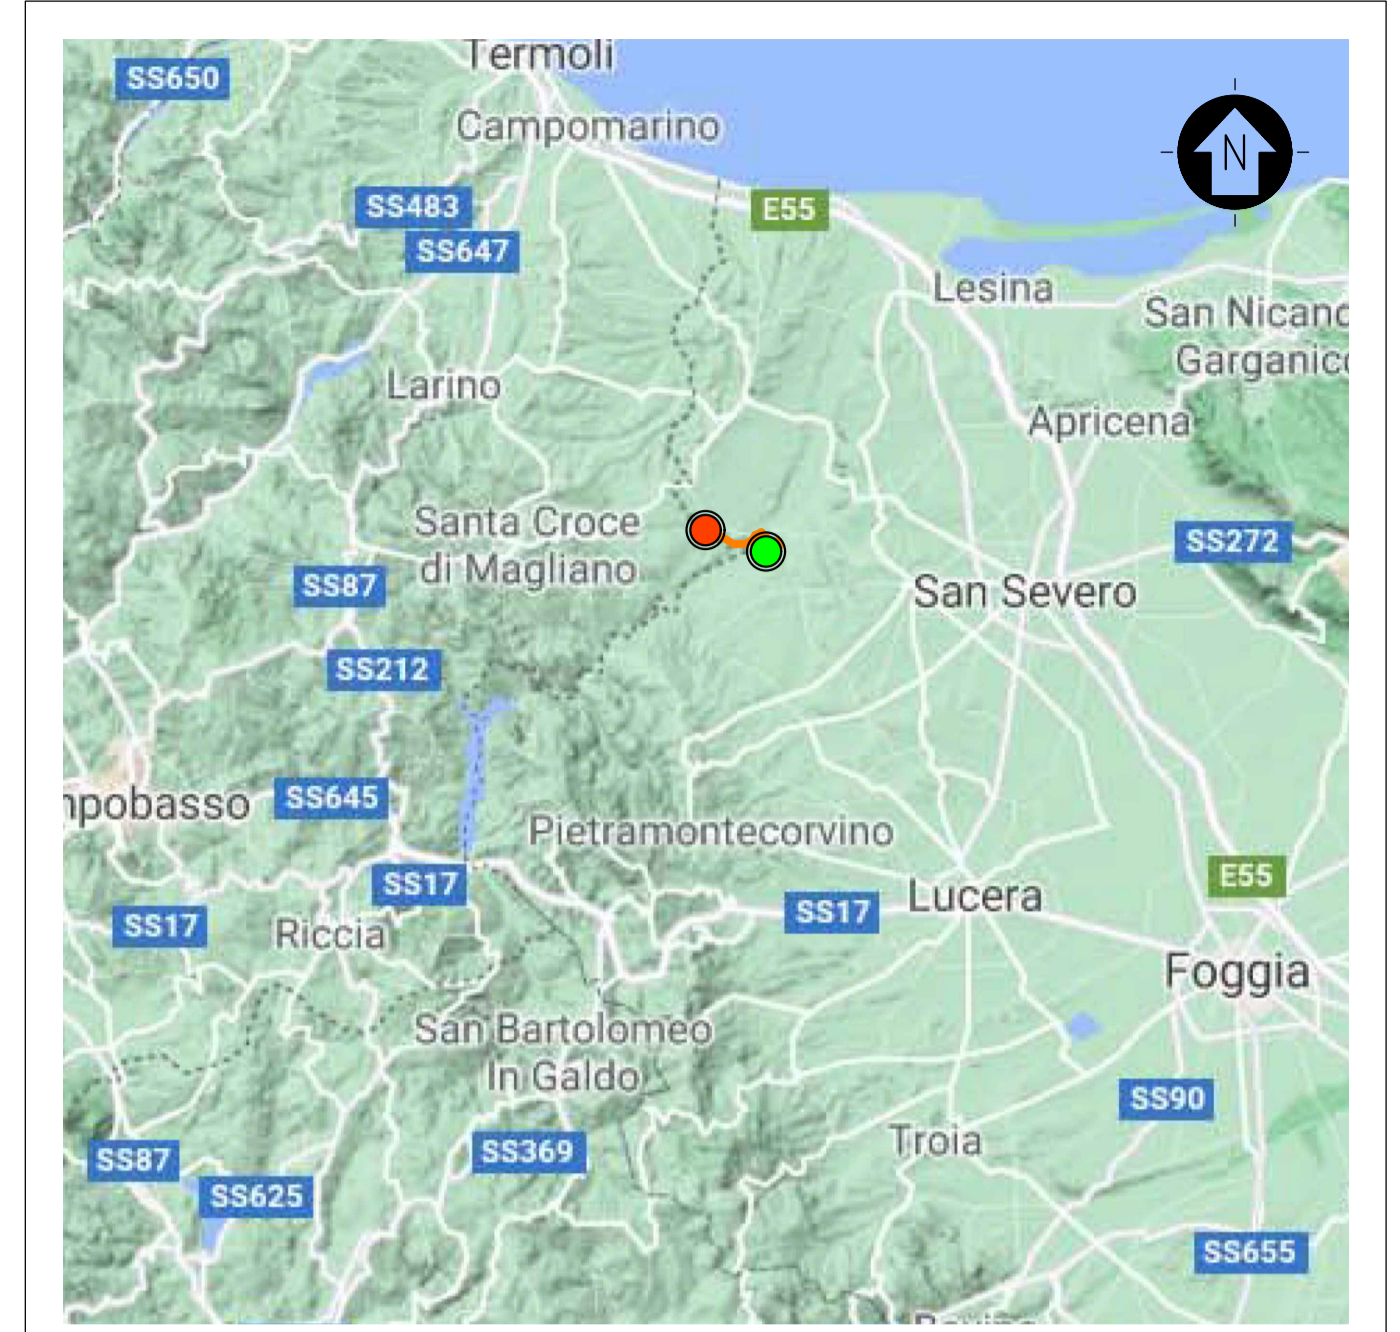 Termoli
SS650
Campomarino
N
SS483
E55
SS647
Lesina
San Nicand
Garganico
Larino
Apricena
Santa Croce
di Magliano
SS272
SS87
San Severo
SS212
SS645
mpobasso
Pietramontecorvino
E55
SS17
Lucera
SS17
SS17
Riccia
Foggia
San Bartolomeo
In Galdo
SS90
Troia
SS369
SS87
SS625
SS655